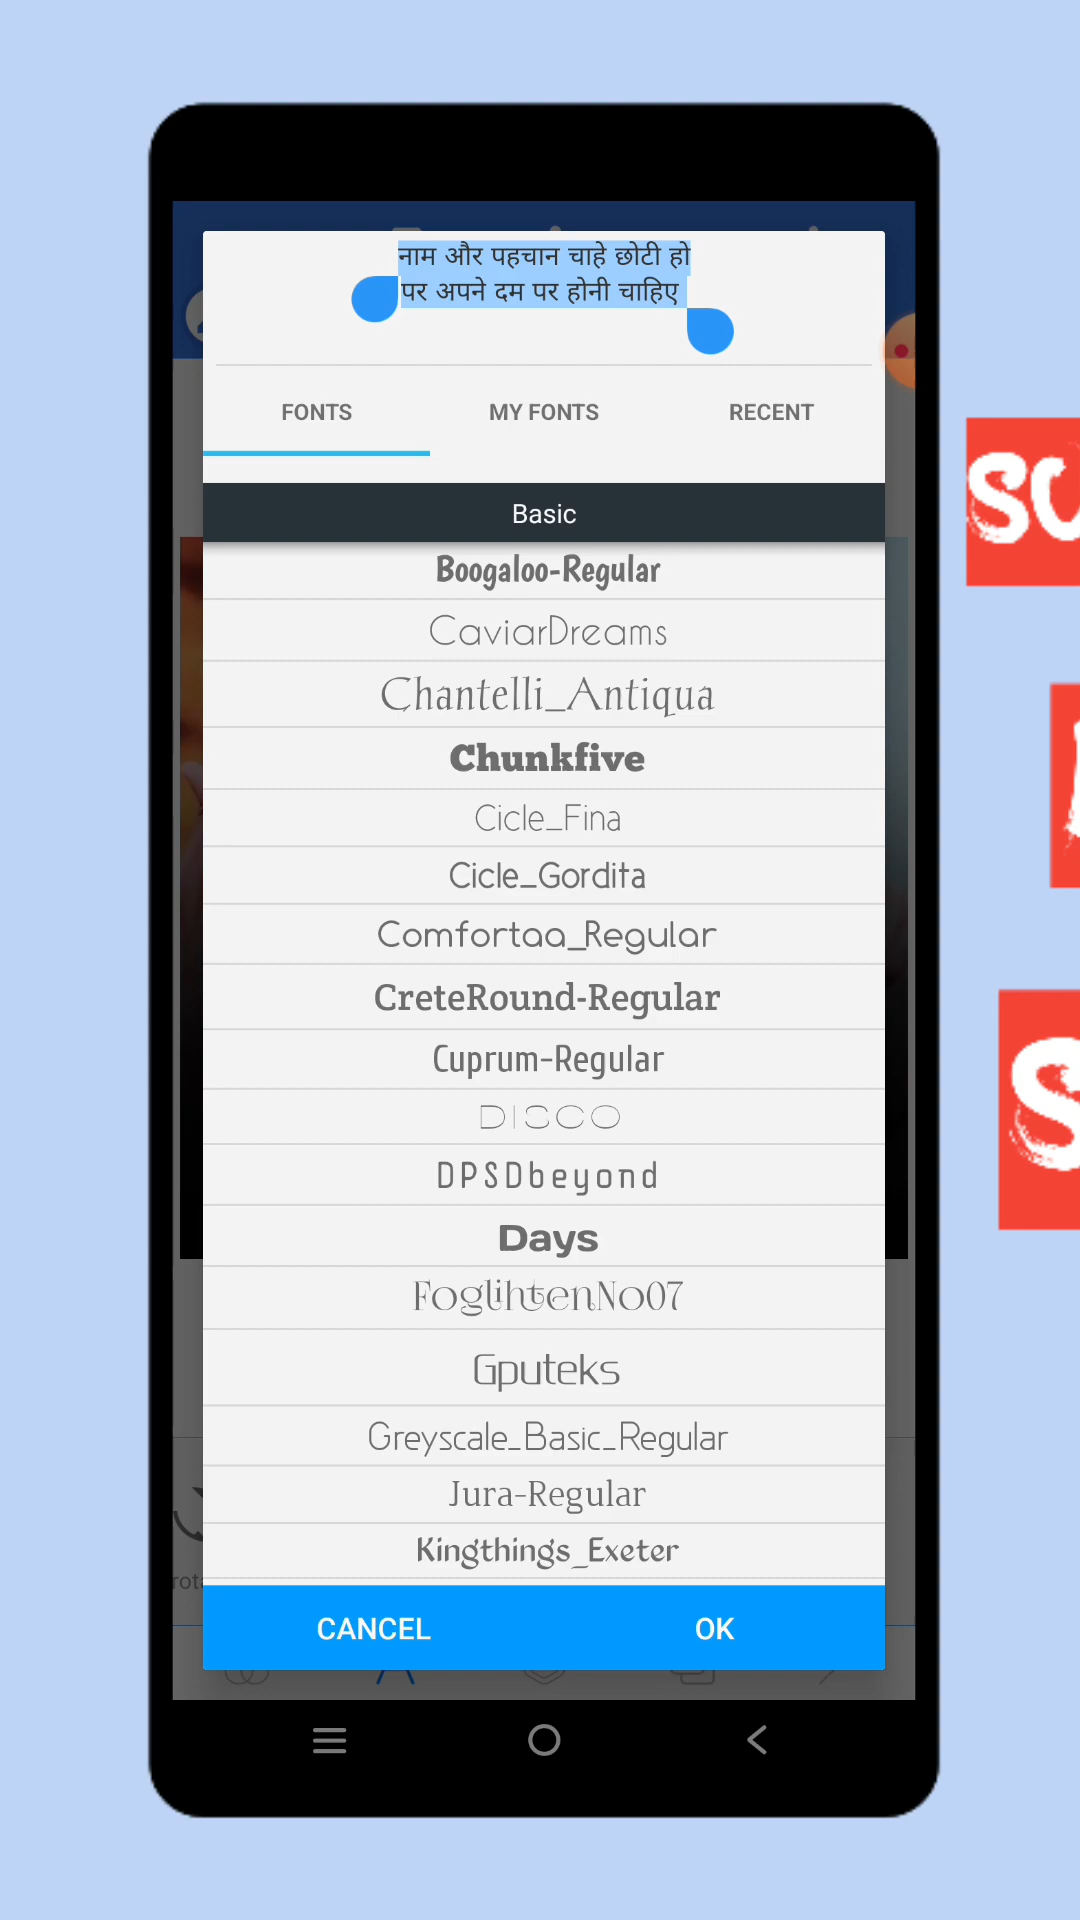 नाम और पहचान चाहे छोटी हो
पर अपने दम पर होनी चाहिए
FONTS
MY FONTS
RECENT
Basic
Boogaloo-Regular
CaviarDreams
Chantelli_Antiqua
Chunkfive
Cicle_Fina
Cicle_Gordita
Comfortaa_Regular
CreteRound-Regular
Cuprum-Regular
DISCO
DPSDbeyond
Days
FoglihtenNo07
Gputeks
Greyscale_Basic_Regular
Jura-Regular
Kingthings_Exeter
CANCEL
OK